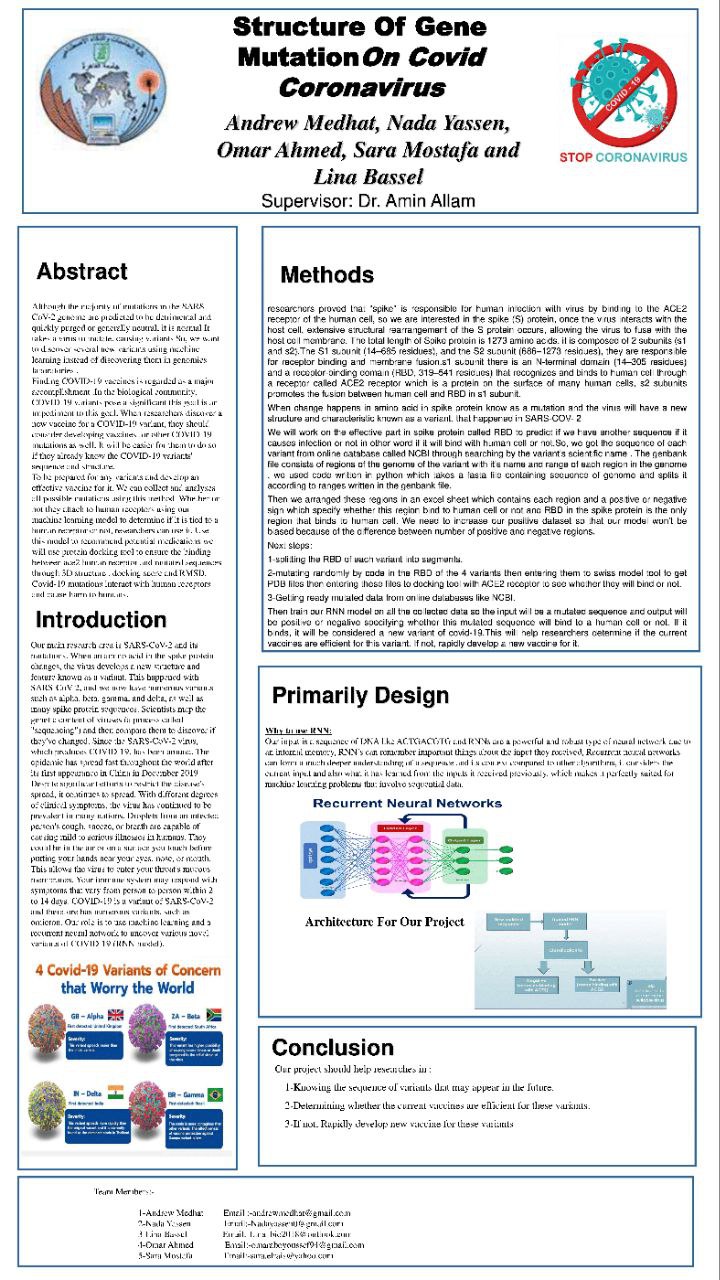 Structure Of Gene
Mutation On Covid
Coronavirus
Andrew Medhat, Nada Yassen,
Omar Ahmed, Sara Mostafa and
Lina Bassel
Supervisor: Dr. Amin Allam
COVID - 19
STOP CORONAVIRUS
Abstract
Although the majority of mutations in the SARS
CoV-2 genome are predicted to be detrimental and
quickly purged or generally neutral, it is normal
takes a virus to mutate, causing variants So, we want
to discover several new variants using machine
learning instead of discovering them in genomics
laboratories .
Finding COVID-19 vaccines is regarded as a major
accomplishment .In the biological community,
COVID-19 variants pose a significant this goal is an
impediment to this goal. When researchers discover a
new vaccine for a COVID-19 variant, they should
consider developing vaccines for other COVID-19
mutations as well. It will be easier for them to do so
if they already know the COVID-19 variants'
sequence and structure.
To be prepared for any variants and develop an
effective vaccine for it. We can collect and analyses
all possible mutations using this method. Whether or
not they attach to human receptors using our
machine learning model to determine if it is tied to a
human receptor or not, researchers can use it. Use
this model to recommend potential medications we
will use protein docking tool to ensure the binding
between ace2 human receptor and mutated sequences
through 3D structure , docking score and RMSD.
Covid-19 mutations interact with human receptors
and cause harm to humans.
Introduction
Our main research area is SARS-CoV-2 and its
mutations. When an amino acid in the spike protein
changes, the virus develops a new structure and
feature known as a variant. This happened with
SARS-CoV-2, and we now have numerous variants
such as alpha, beta, gamma, and delta, as well as
many spike protein sequences. Scientists map the
genetic content of viruses (a process called
"sequencing") and then compare them to discover if
they've changed. Since the SARS-CoV-2 virus,
which produces COVID-19, has been around. The
epidemic has spread fast throughout the world after
its first appearance in China in December 2019
Despite significant efforts to restrict the disease's
spread, it continues to spread. With different degrees
of clinical symptoms, the virus has continued to be
prevalent in many nations. Droplets from an infected
person's cough, sneeze, or breath are capable of
causing mild to serious illnesses in humans. They
could be in the air or on a surface you touch before
putting your hands near your eyes, nose, or mouth.
This allows the virus to enter your throat's mucous
membranes. Your immune system may respond with
symptoms that vary from person to person within 2
to 14 days. COVID-19 is a variant of SARS-CoV-2
and there are has numerous variants, such as
omicron. Our role is to use machine learning and a
recurrent neural network to uncover various novel
variants of COVID-19 (RNN model).
4 Covid-19 Variants of Concern
that Worry the World
GB – Alpha
First detected United Kingdom
Severity:
ZA – Beta
First detected South Africa
Severity:
IN – Delta
First detected India
Severity:
BR – Gamma
First detected Brazil
Severity:
Methods
researchers proved that "spike" is responsible for human infection with virus by binding to the ACE2
receptor of the human cell, so we are interested in the spike (S) protein, once the virus interacts with the
host cell, extensive structural rearrangement of the S protein occurs, allowing the virus to fuse with the
host cell membrane. The total length of Spike protein is 1273 amino acids, it is composed of 2 subunits (s1
and s2).The S1 subunit (14–685 residues), and the S2 subunit (686–1273 residues), they are responsible
for receptor binding and membrane fusion.s1 subunit there is an N-terminal domain (14–305 residues)
and a receptor-binding domain (RBD, 319–541 residues) that recognizes and binds to human cell through
a receptor called ACE2 receptor which is a protein on the surface of many human cells, s2 subunits
promotes the fusion between human cell and RBD in s1 subunit.
When change happens in amino acid in spike protein know as a mutation and the virus will have a new
structure and characteristic known as a variant, that happened in SARS-COV- 2
We will work on the effective part in spike protein called RBD to predict if we have another sequence if it
causes infection or not in other word if it will bind with human cell or not.So, we got the sequence of each
variant from online database called NCBI through searching by the variant's scientific name . The genbank
file consists of regions of the genome of the variant with it's name and range of each region in the genome
, we used code written in python which takes a fasta file containing sequence of genome and splits it
according to ranges written in the genbank file.
Then we arranged these regions in an excel sheet which contains each region and a positive or negative
sign which specify whether this region bind to human cell or not and RBD in the spike protein is the only
region that binds to human cell. We need to increase our positive dataset so that our model won't be
biased because of the difference between number of positive and negative regions.
Next steps:
1-splitting the RBD of each variant into segments.
2-mutating randomly by code in the RBD of the 4 variants then entering them to swiss model tool to get
PDB files then entering those files to docking tool with ACE2 receptor to see whether they will bind or not.
3-Getting ready mutated data from online databases like NCBI.
Then train our RNN model on all the collected data so the input will be a mutated sequence and output will
be positive or negative specifying whether this mutated sequence will bind to a human cell or not. If it
binds, it will be considered a new variant of covid-19.This will help researchers determine if the current
vaccines are efficient for this variant. If not, rapidly develop a new vaccine for it.
Primarily Design
Why to use RNN:
Our input is a sequence of DNA like ACTGACGTG and RNNs are a powerful and robust type of neural network due to
an internal memory, RNN's can remember important things about the input they received, Recurrent neural networks
can form a much deeper understanding of a sequence and its context compared to other algorithms, it considers the
current input and also what it has learned from the inputs it received previously, which makes it perfectly suited for
machine learning problems that involve sequential data.
Recurrent Neural Networks
Architecture For Our Project
Conclusion
Our project should help researches in :
1-Knowing the sequence of variants that may appear in the future.
2-Determining whether the current vaccines are efficient for these variants.
3-If not, Rapidly develop new vaccine for these variants
Team Members:-
1-Andrew Medhat Email :-andrewmedhat@gmail.com
2-Nada Yassen
3-Lina Bassel
4-Omar Ahmed
5-Sara Mostafa